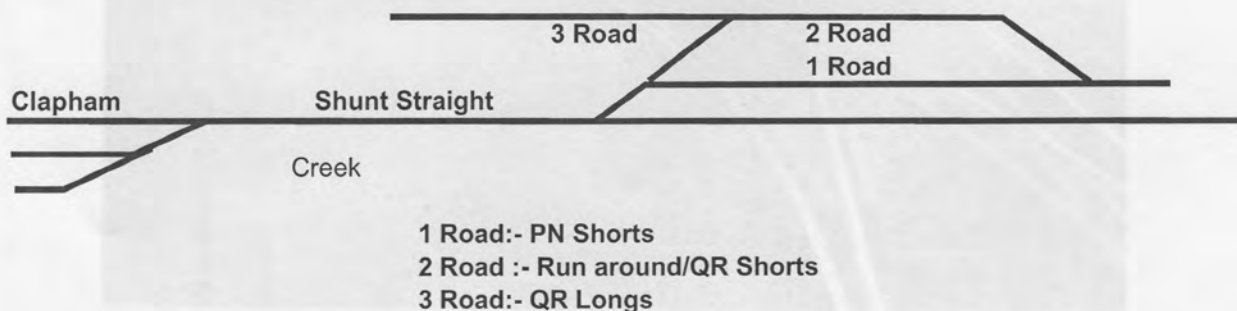 3 Road
2 Road
1 Road
Clapham
Shunt Straight
Creek
1 Road:- PN Shorts
2 Road :- Run around/QR Shorts
3 Road:- QR Longs